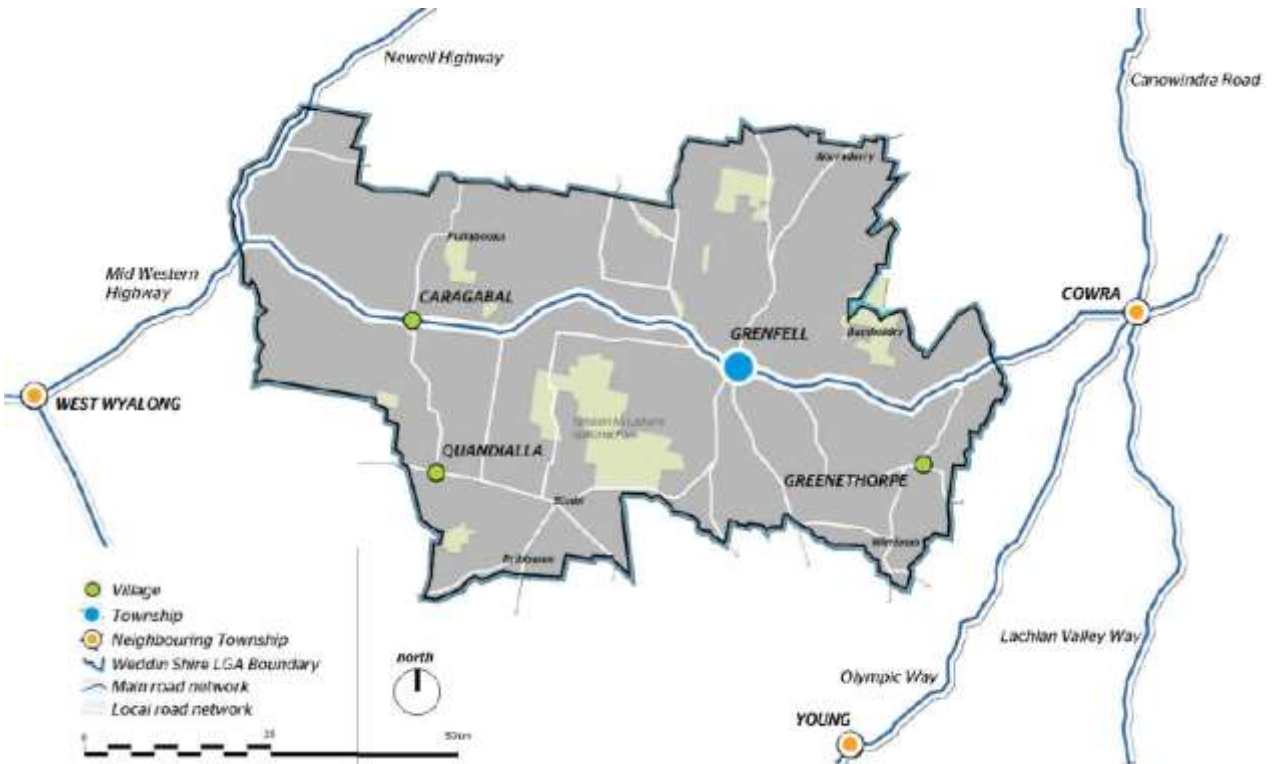 Newell Highway
Canowindra Road
Mid Western
Highway
CARAGABAL
COWRA
GRENFELL
WEST WYALONG
QUANDIALLA
GREENETHORPE
Village
Township
Neighbouring Township
Weddin Shire LGA Boundary
Main road network
Local road network
north
0
25
50km
Lachlan Valley Way
Olympic Way
YOUNG